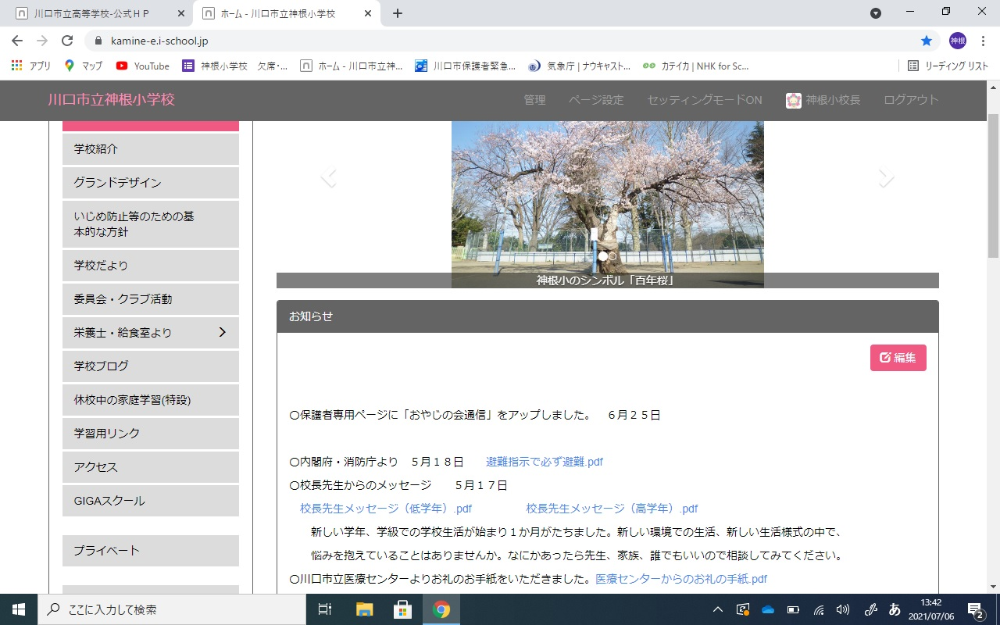 川口市立高等学校-公式HP
ホーム - 川口市立神根小学校
kamine-e.i-school.jp
神根
アプリ
マップ
YouTube
神根小学校 欠席・...
ホーム - 川口市立神...
川口市保護者緊急...
気象庁 | ナウキャスト...
カテイカ | NHK for Sc...
リーディング リスト
川口市立神根小学校
管理
ページ設定
セッティングモードON
神根小校長
ログアウト
学校紹介
グランドデザイン
いじめ防止等のための基
本的な方針
学校だより
委員会・クラブ活動
栄養士・給食室より
学校ブログ
休校中の家庭学習(特設)
学習用リンク
アクセス
GIGAスクール
プライベート
神根小のシンボル「百年桜」
お知らせ
編集
〇保護者専用ページに「おやじの会通信」をアップしました。 ６月２５日
〇内閣府・消防庁より ５月１８日 避難指示で必ず避難.pdf
〇校長先生からのメッセージ ５月１７日
校長先生メッセージ（低学年）.pdf 校長先生メッセージ（高学年）.pdf
新しい学年、学級での学校生活が始まり１か月がたちました。新しい環境での生活、新しい生活様式の中で、
悩みを抱えていることはありませんか。なにかあったら先生、家族、誰でもいいので相談してみてください。
〇川口市立医療センターよりお礼のお手紙をいただきました。医療センターからのお礼の手紙.pdf
ここに入力して検索
あ
13:42
2021/07/06
2